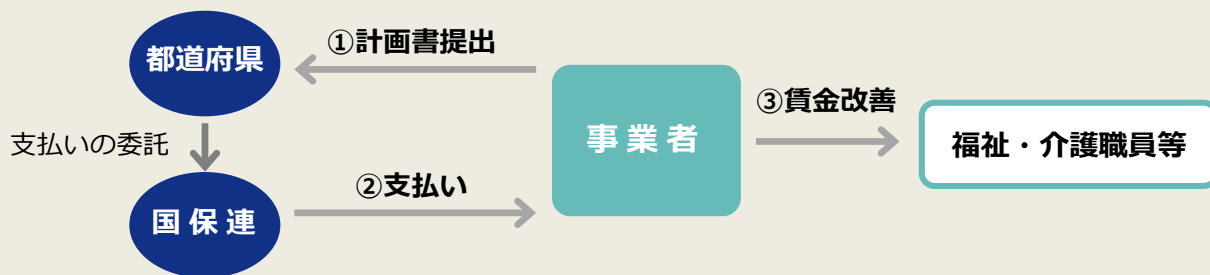 ①計画書提出
都道府県
③賃金改善
事業者
支払いの委託
福祉・介護職員等
②支払い
国保連